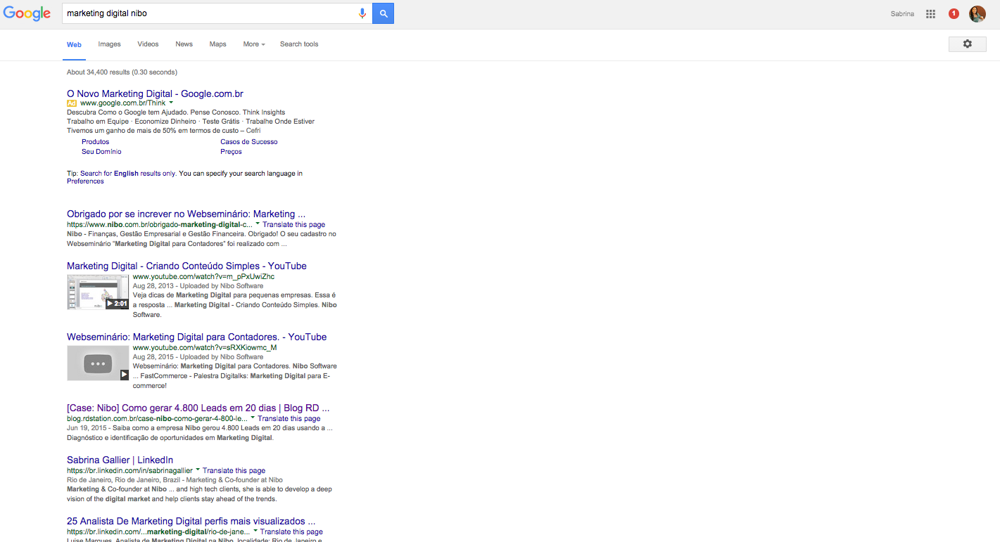 Google
marketing digital nibo
Sabrina
1
Web Images Videos News Maps More Search tools
About 34,400 results (0.30 seconds)
O Novo Marketing Digital - Google.com.br
Ad www.google.com.br/Think
Descubra Como o Google tem Ajudado. Pense Conosco. Think Insights
Trabalho em Equipe · Economize Dinheiro · Teste Grátis · Trabalhe Onde Estiver
Tivemos um ganho de mais de 50% em termos de custo – Cefri
Produtos Casos de Sucesso
Seu Domínio Preços
Tip: Search for English results only. You can specify your search language in
Preferences
Obrigado por se increver no Webseminário: Marketing ...
https://www.nibo.com.br/obrigado-marketing-digital-c... Translate this page
Nibo - Finanças, Gestão Empresarial e Gestão Financeira. Obrigado! O seu cadastro no
Webseminário "Marketing Digital para Contadores" foi realizado com ...
Marketing Digital - Criando Conteúdo Simples - YouTube
www.youtube.com/watch?v=m_pPxUwiZhc
Aug 28, 2013 - Uploaded by Nibo Software
Veja dicas de Marketing Digital para pequenas empresas. Essa é
a resposta ... Marketing Digital - Criando Conteúdo Simples. Nibo
Software.
2:01
Webseminário: Marketing Digital para Contadores. - YouTube
www.youtube.com/watch?v=sRXKiowmc_M
Aug 28, 2015 - Uploaded by Nibo Software
Webseminário: Marketing Digital para Contadores. Nibo Software
... FastCommerce - Palestra Digitalks: Marketing Digital para E-
commerce!
[Case: Nibo] Como gerar 4.800 Leads em 20 dias | Blog RD ...
blog.rdstation.com.br/case-nibo-como-gerar-4-800-le... Translate this page
Jun 19, 2015 - Saiba como a empresa Nibo gerou 4.800 Leads em 20 dias usando a ...
Diagnóstico e identificação de oportunidades em Marketing Digital.
Sabrina Gallier | LinkedIn
https://br.linkedin.com/in/sabrinagallier Translate this page
Rio de Janeiro, Rio de Janeiro, Brazil - Marketing & Co-founder at Nibo
Marketing & Co-founder at Nibo ... and high tech clients, she is able to develop a deep
vision of the digital market and help clients stay ahead of the trends.
25 Analista De Marketing Digital perfis mais visualizados ...
https://br.linkedin.com/...marketing-digital/rio-de-jane... Translate this page
Luise Marques. Analista de Marketing Digital na Nibo. localidade: Rio de Janeiro e